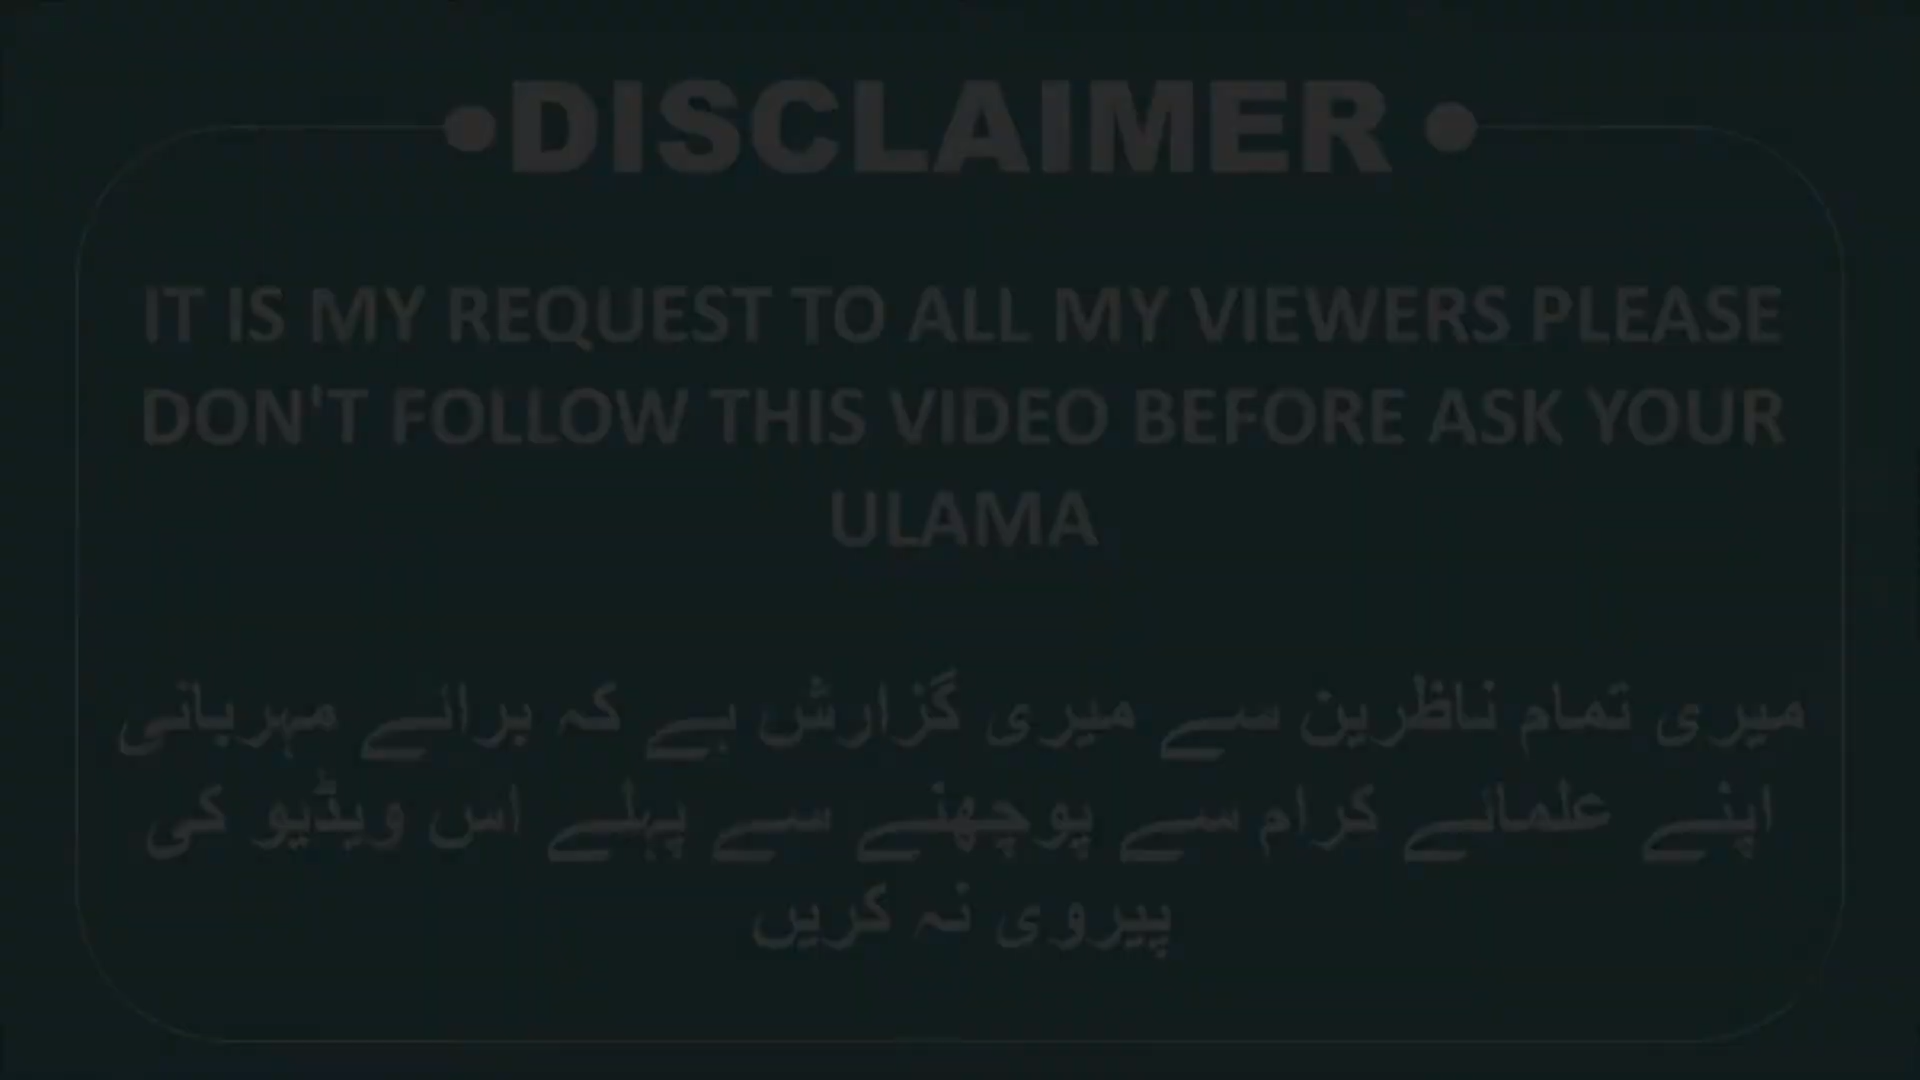 •DISCLAIMER •
IT IS MY REQUEST TO ALL MY VIEWERS PLEASE
DON'T FOLLOW THIS VIDEO BEFORE ASK YOUR
ULAMA
میری تمام ناظرین سے میری گزارش ہے کہ برائے مہربانی
اپنے علمائے کرام سے پوچھنے سے پہلے اس ویڈیو کی
پیروی نہ کریں